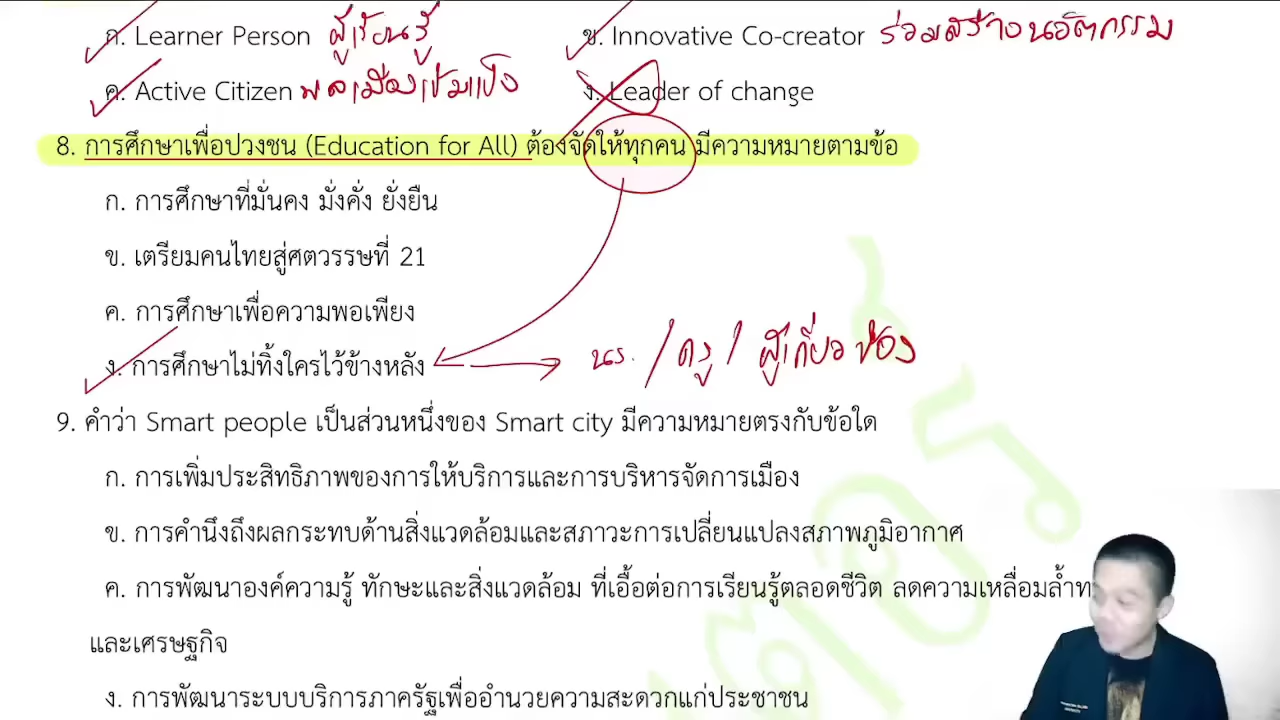 ก. Learner Person ผู้เรียนรู้ ข. Innovative Co-creator ร่วมสร้างนวัตกรรม
ค. Active Citizen พลเมืองเข้มแข็ง ง. Leader of change
8. การศึกษาเพื่อปวงชน (Education for All) ต้องจัดให้ทุกคน มีความหมายตามข้อ
ก. การศึกษาที่มั่นคง มั่งคั่ง ยั่งยืน
ข. เตรียมคนไทยสู่ศตวรรษที่ 21
ค. การศึกษาเพื่อความพอเพียง
ง. การศึกษาไม่ทิ้งใครไว้ข้างหลัง นร. / ครู / ผู้เกี่ยวข้อง
9. คำว่า Smart people เป็นส่วนหนึ่งของ Smart city มีความหมายตรงกับข้อใด
ก. การเพิ่มประสิทธิภาพของการให้บริการและการบริหารจัดการเมือง
ข. การคำนึงถึงผลกระทบด้านสิ่งแวดล้อมและสภาวะการเปลี่ยนแปลงสภาพภูมิอากาศ
ค. การพัฒนาองค์ความรู้ ทักษะและสิ่งแวดล้อม ที่เอื้อต่อการเรียนรู้ตลอดชีวิต ลดความเหลื่อมล้ำท
และเศรษฐกิจ
ง. การพัฒนาระบบบริการภาครัฐเพื่ออำนวยความสะดวกแก่ประชาชน